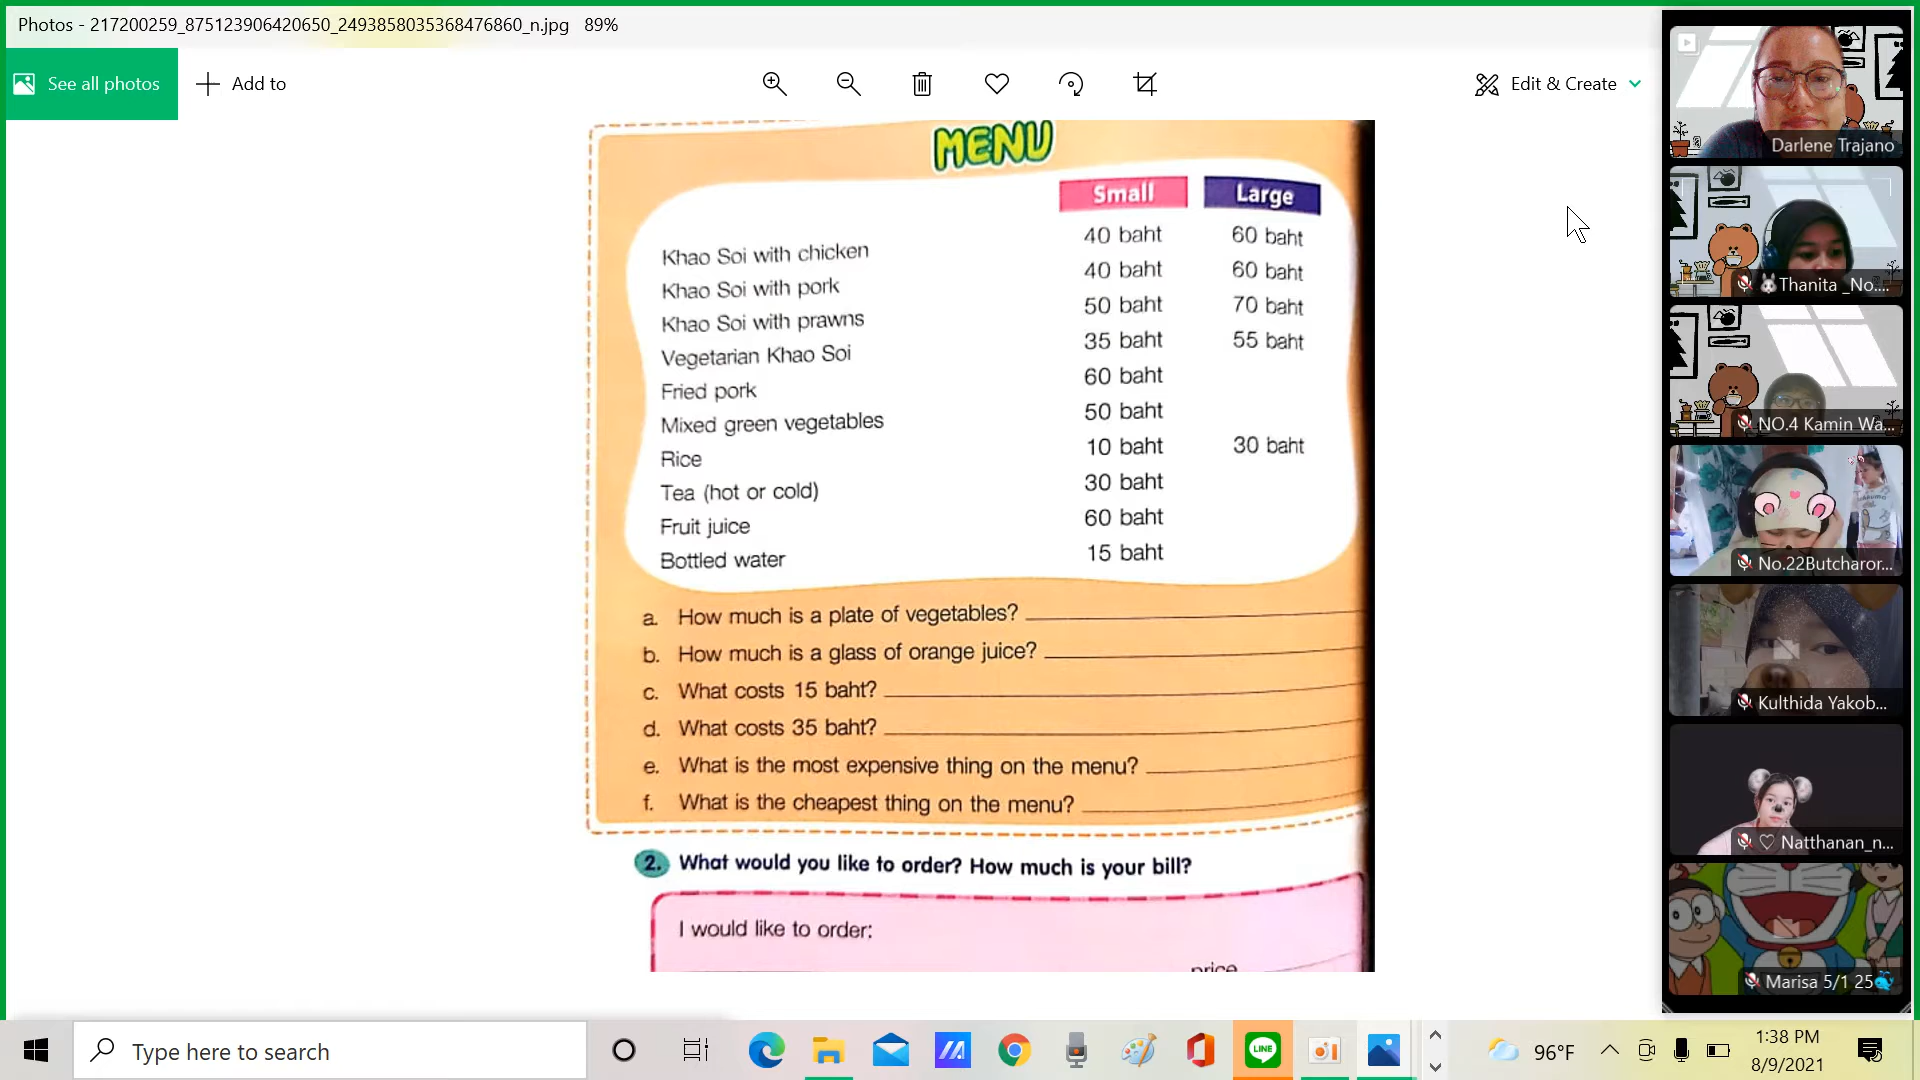 Photos - 217200259_875123906420650_2493858035368476860_n.jpg 89%
See all photos
Add to
Edit & Create
MENU
Small Large
Khao Soi with chicken 40 baht 60 baht
Khao Soi with pork 40 baht 60 baht
Khao Soi with prawns 50 baht 70 baht
Vegetarian Khao Soi 35 baht 55 baht
Fried pork 60 baht
Mixed green vegetables 50 baht
Rice 10 baht 30 baht
Tea (hot or cold) 30 baht
Fruit juice 60 baht
Bottled water 15 baht
a. How much is a plate of vegetables?
b. How much is a glass of orange juice?
c. What costs 15 baht?
d. What costs 35 baht?
e. What is the most expensive thing on the menu?
f. What is the cheapest thing on the menu?
2. What would you like to order? How much is your bill?
I would like to order:
price
Darlene Trajano
🐰Thanita _No....
NO.4 Kamin Wa...
No.22Butcharor...
Kulthida Yakob...
♡ Natthanan_n...
Marisa 5/1 25🐳
Type here to search
LINE
96°F
1:38 PM
8/9/2021